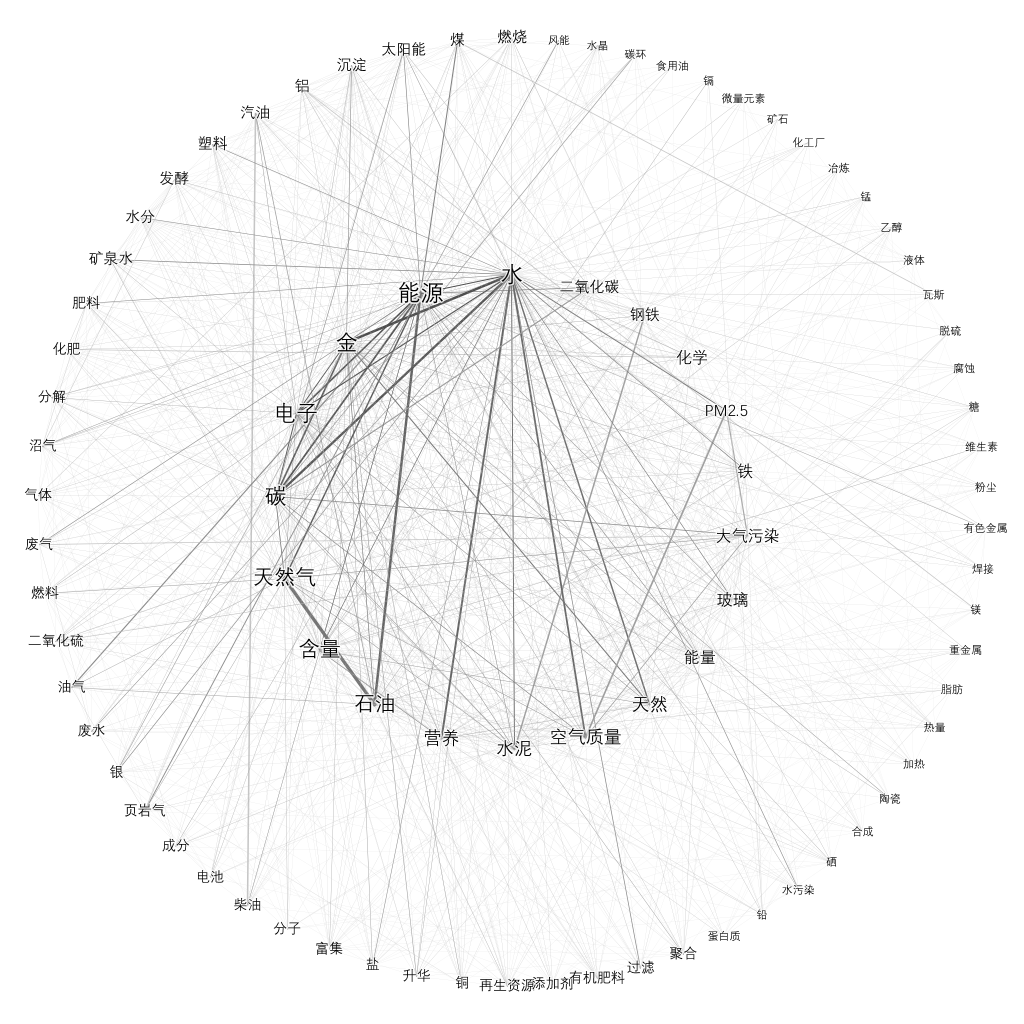 煤
燃烧
风能
水晶
碳环
食用油
镉
微量元素
矿石
化工厂
冶炼
锰
乙醇
液体
瓦斯
脱硫
腐蚀
糖
维生素
粉尘
有色金属
焊接
镁
重金属
脂肪
热量
加热
陶瓷
合成
硒
水污染
铅
蛋白质
聚合
过滤
有机肥料
添加剂
再生资源
铜
升华
盐
富集
分子
柴油
电池
成分
页岩气
银
废水
油气
二氧化硫
燃料
废气
气体
沼气
分解
化肥
肥料
矿泉水
水分
发酵
塑料
汽油
铝
沉淀
太阳能
水
二氧化碳
钢铁
化学
PM2.5
铁
大气污染
玻璃
能量
天然
空气质量
水泥
营养
石油
含量
天然气
碳
电子
金
能源